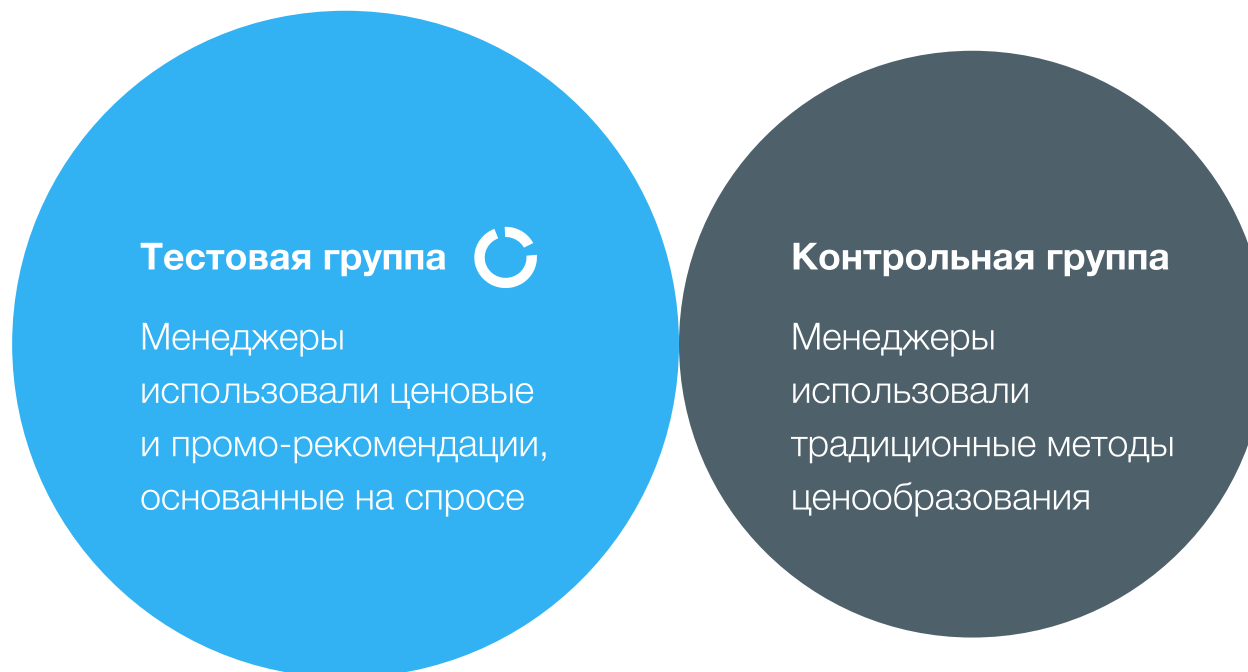 Тестовая группа
Менеджеры
использовали ценовые
и промо-рекомендации,
основанные на спросе
Контрольная группа
Менеджеры
использовали
традиционные методы
ценообразования